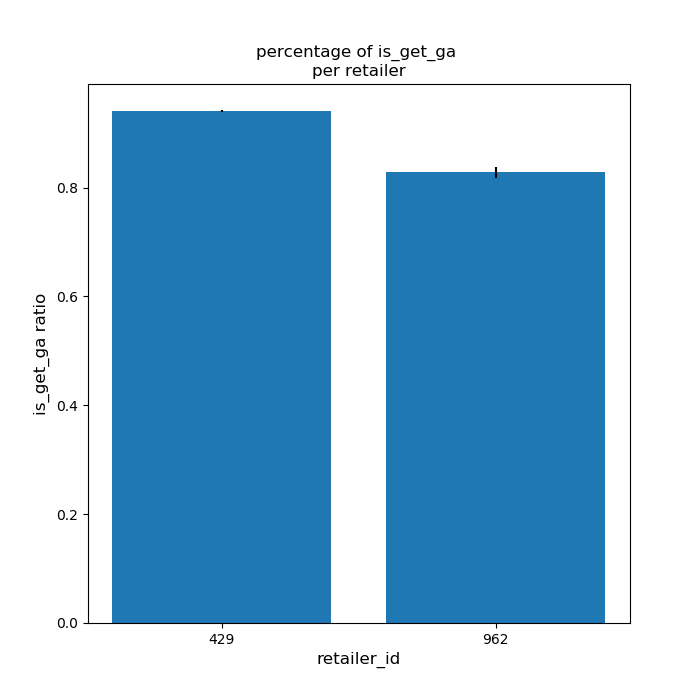 percentage of is_get_ga
per retailer
is_get_ga ratio
0.8
0.6
0.4
0.2
0.0
429 962
retailer_id